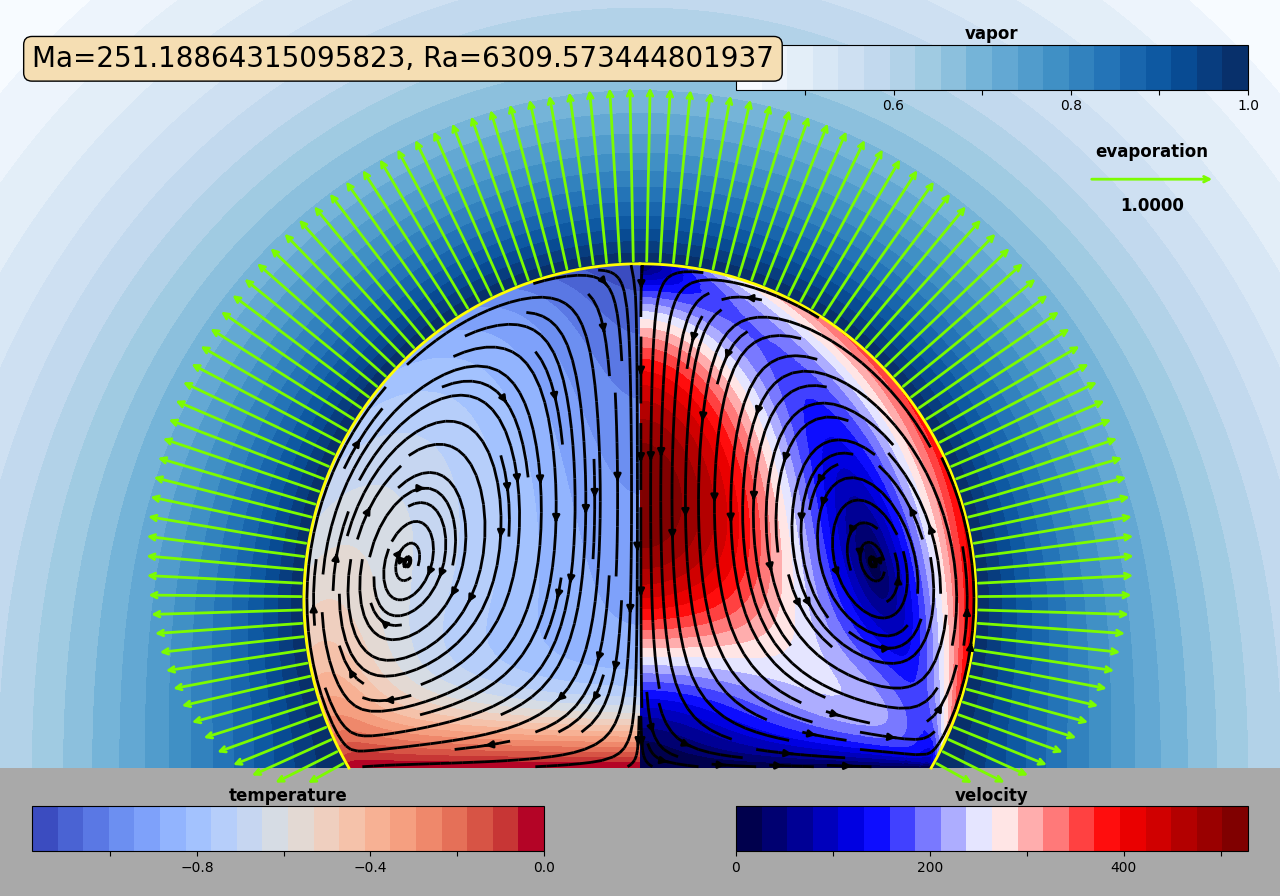 Ma=251.18864315095823, Ra=6309.573444801937
vapor
0.6 0.8 1.0
evaporation
1.0000
temperature
−0.8 −0.4 0.0
velocity
0 200 400